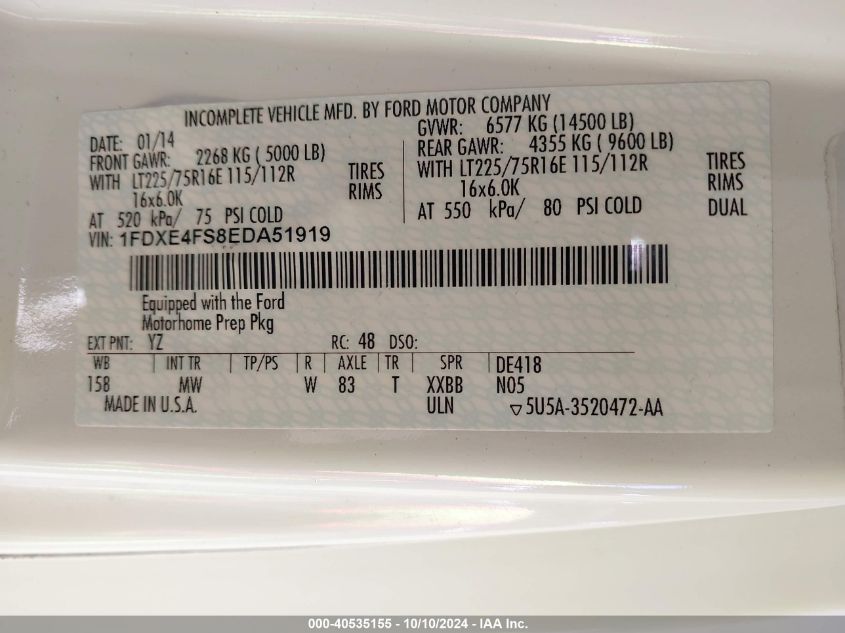 INCOMPLETE VEHICLE MFD. BY FORD MOTOR COMPANY
DATE: 01/14
FRONT GAWR: 2268 KG ( 5000 LB)
WITH LT225/75R16E 115/112R TIRES
16x6.0K RIMS
AT 520 kPa/ 75 PSI COLD
GVWR: 6577 KG (14500 LB)
REAR GAWR: 4355 KG ( 9600 LB)
WITH LT225/75R16E 115/112R TIRES
16x6.0K RIMS
AT 550 kPa/ 80 PSI COLD DUAL
VIN: 1FDXE4FS8EDA51919
Equipped with the Ford
Motorhome Prep Pkg
EXT PNT: YZ RC: 48 DSO:
WB | INT TR | TP/PS | R | AXLE | TR | SPR | DE418
158 MW W 83 T XXBB N05
MADE IN U.S.A. ULN ▽5U5A-3520472-AA
000-40535155 - 10/10/2024 - IAA Inc.